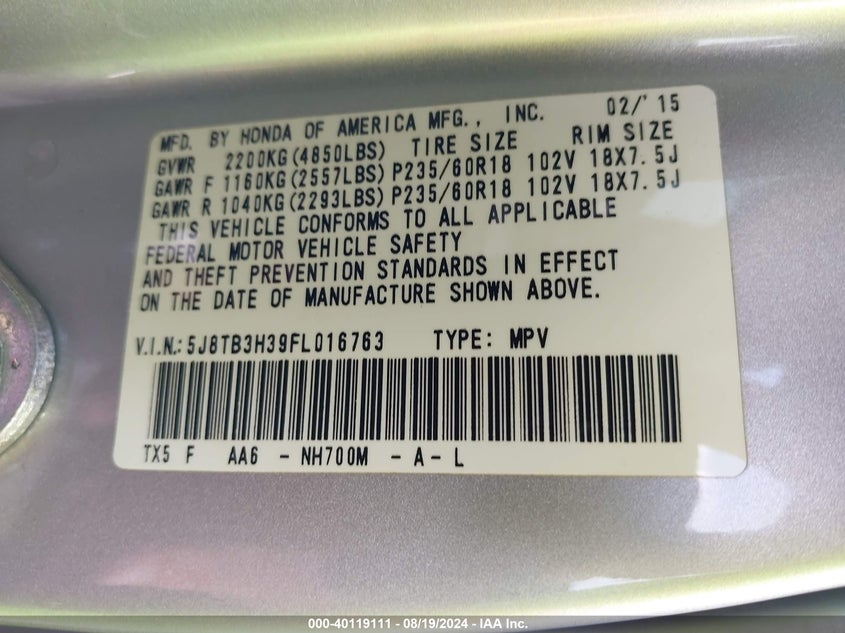 MFD. BY HONDA OF AMERICA MFG., INC. 02/'15
GVWR 2200KG(4850LBS) TIRE SIZE RIM SIZE
GAWR F 1160KG(2557LBS) P235/60R18 102V 18X7.5J
GAWR R 1040KG(2293LBS) P235/60R18 102V 18X7.5J
THIS VEHICLE CONFORMS TO ALL APPLICABLE
FEDERAL MOTOR VEHICLE SAFETY
AND THEFT PREVENTION STANDARDS IN EFFECT
ON THE DATE OF MANUFACTURE SHOWN ABOVE.
V.I.N.: 5J8TB3H39FL016763 TYPE: MPV
TX5 F AA6 - NH700M - A - L
000-40119111 - 08/19/2024 - IAA Inc.